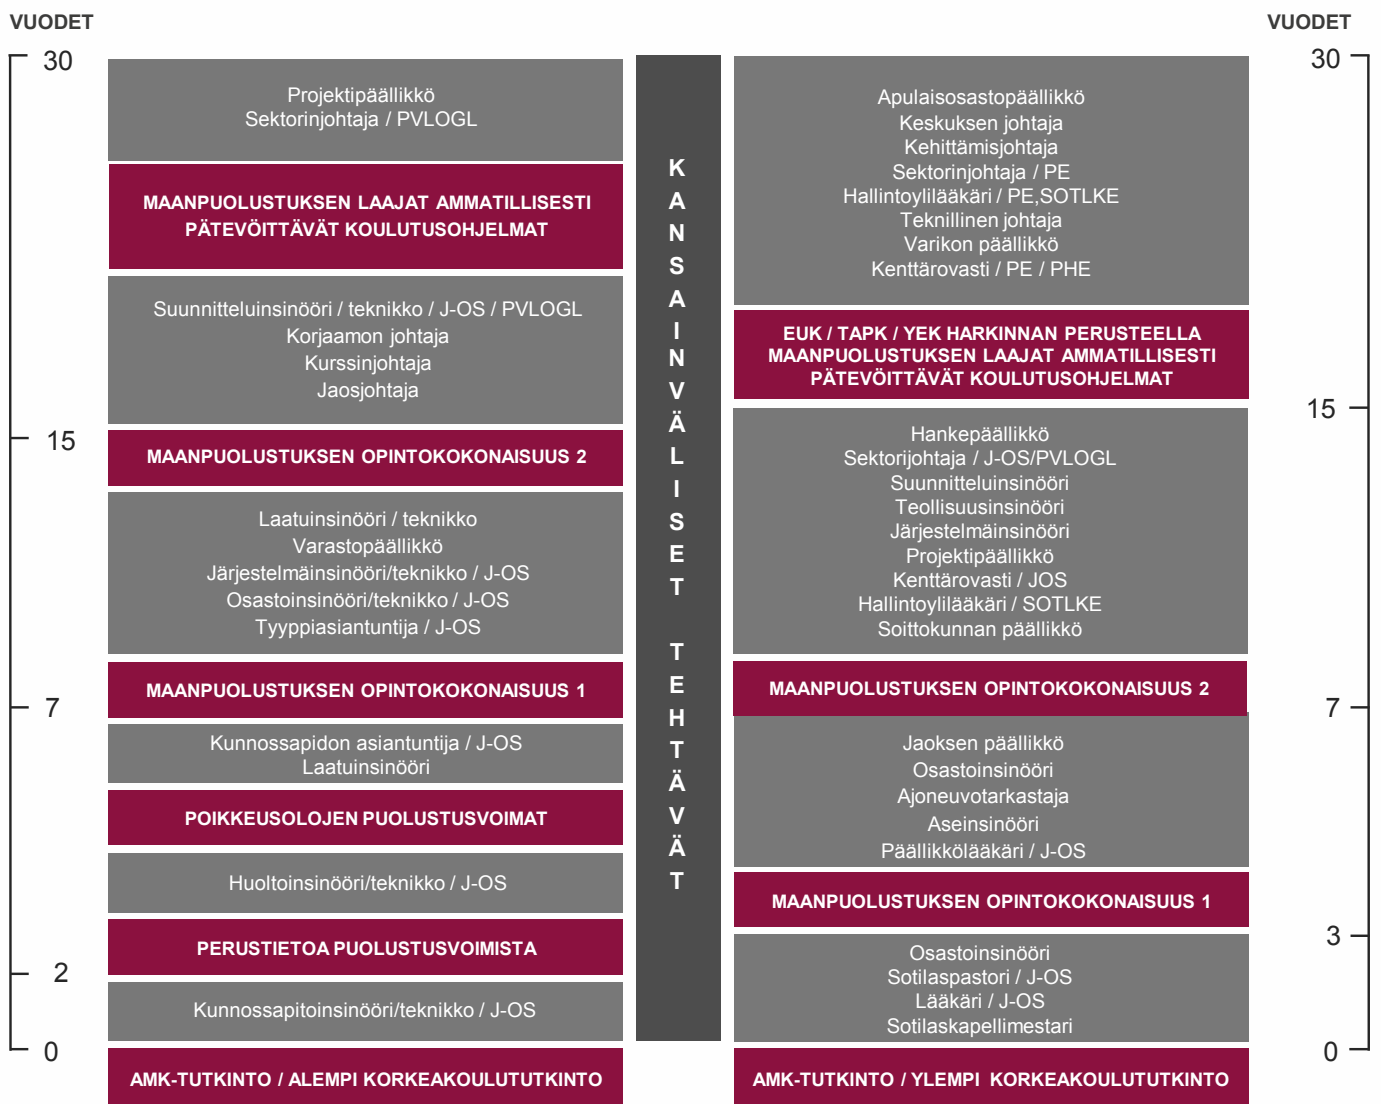 VUODET
30
15
7
2
0
Projektipäällikkö
Sektorinjohtaja / PVLOGL
MAANPUOLUSTUKSEN LAAJAT AMMATILLISESTI
PÄTEVÖITTÄVÄT KOULUTUSOHJELMAT
Suunnitteluinsinööri / teknikko / J-OS / PVLOGL
Korjaamon johtaja
Kurssinjohtaja
Jaosjohtaja
MAANPUOLUSTUKSEN OPINTOKOKONAISUUS 2
Laatuinsinööri / teknikko
Varastopäällikkö
Järjestelmäinsinööri/teknikko / J-OS
Osastoinsinööri/teknikko / J-OS
Tyyppiasiantuntija / J-OS
MAANPUOLUSTUKSEN OPINTOKOKONAISUUS 1
Kunnossapidon asiantuntija / J-OS
Laatuinsinööri
POIKKEUSOLOJEN PUOLUSTUSVOIMAT
Huoltoinsinööri/teknikko / J-OS
PERUSTIETOA PUOLUSTUSVOIMISTA
Kunnossapitoinsinööri/teknikko / J-OS
AMK-TUTKINTO / ALEMPI KORKEAKOULUTUTKINTO
KANSAINVÄLISET TEHTÄVÄT
Apulaisosastopäällikkö
Keskuksen johtaja
Kehittämisjohtaja
Sektorinjohtaja / PE
Hallintoylilääkäri / PE,SOTLKE
Teknillinen johtaja
Varikon päällikkö
Kenttärovasti / PE / PHE
EUK / TAPK / YEK HARKINNAN PERUSTEELLA
MAANPUOLUSTUKSEN LAAJAT AMMATILLISESTI
PÄTEVÖITTÄVÄT KOULUTUSOHJELMAT
Hankepäällikkö
Sektorijohtaja / J-OS/PVLOGL
Suunnitteluinsinööri
Teollisuusinsinööri
Järjestelmäinsinööri
Projektipäällikkö
Kenttärovasti / JOS
Hallintoylilääkäri / SOTLKE
Soittokunnan päällikkö
MAANPUOLUSTUKSEN OPINTOKOKONAISUUS 2
Jaoksen päällikkö
Osastoinsinööri
Ajoneuvotarkastaja
Aseinsinööri
Päällikkölääkäri / J-OS
MAANPUOLUSTUKSEN OPINTOKOKONAISUUS 1
Osastoinsinööri
Sotilaspastori / J-OS
Lääkäri / J-OS
Sotilaskapellimestari
AMK-TUTKINTO / YLEMPI KORKEAKOULUTUTKINTO
VUODET
30
15
7
3
0